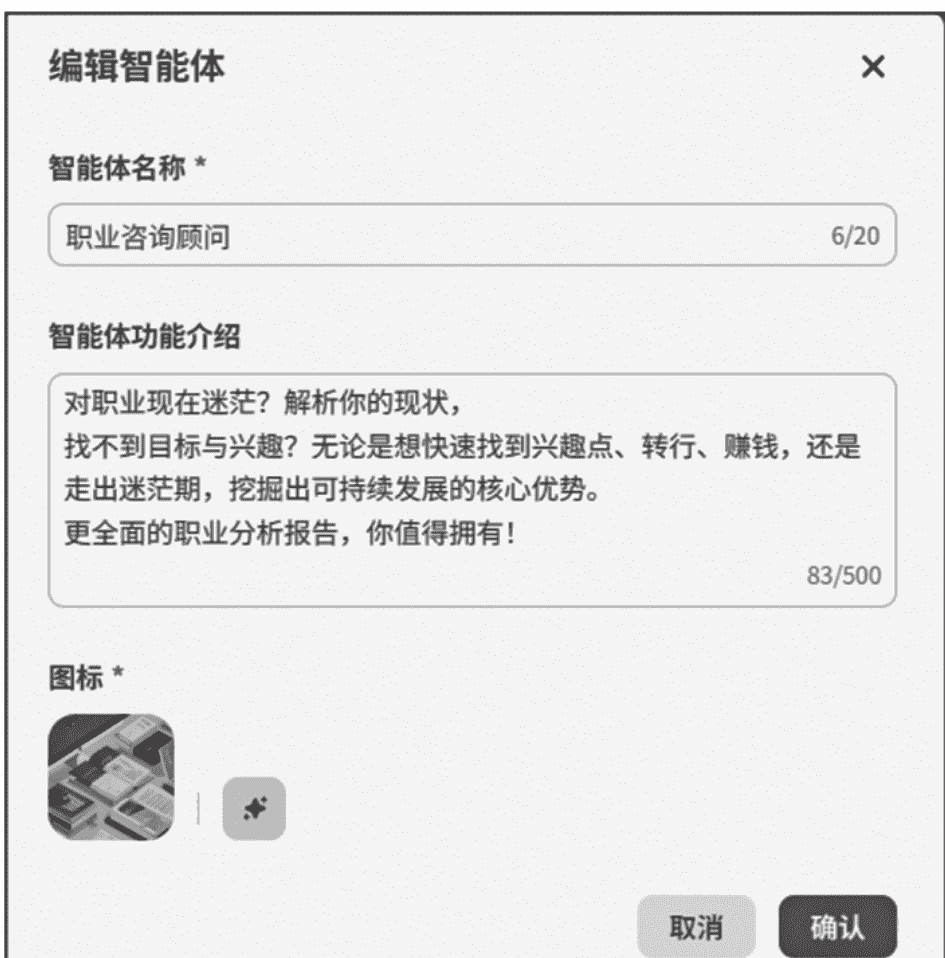 编辑智能体
智能体名称 *
职业咨询顾问
6/20
智能体功能介绍
对职业现在迷茫？解析你的现状，
找不到目标与兴趣？无论是想快速找到兴趣点、转行、赚钱，还是
走出迷茫期，挖掘出可持续发展的核心优势。
更全面的职业分析报告，你值得拥有！
83/500
图标 *
取消
确认